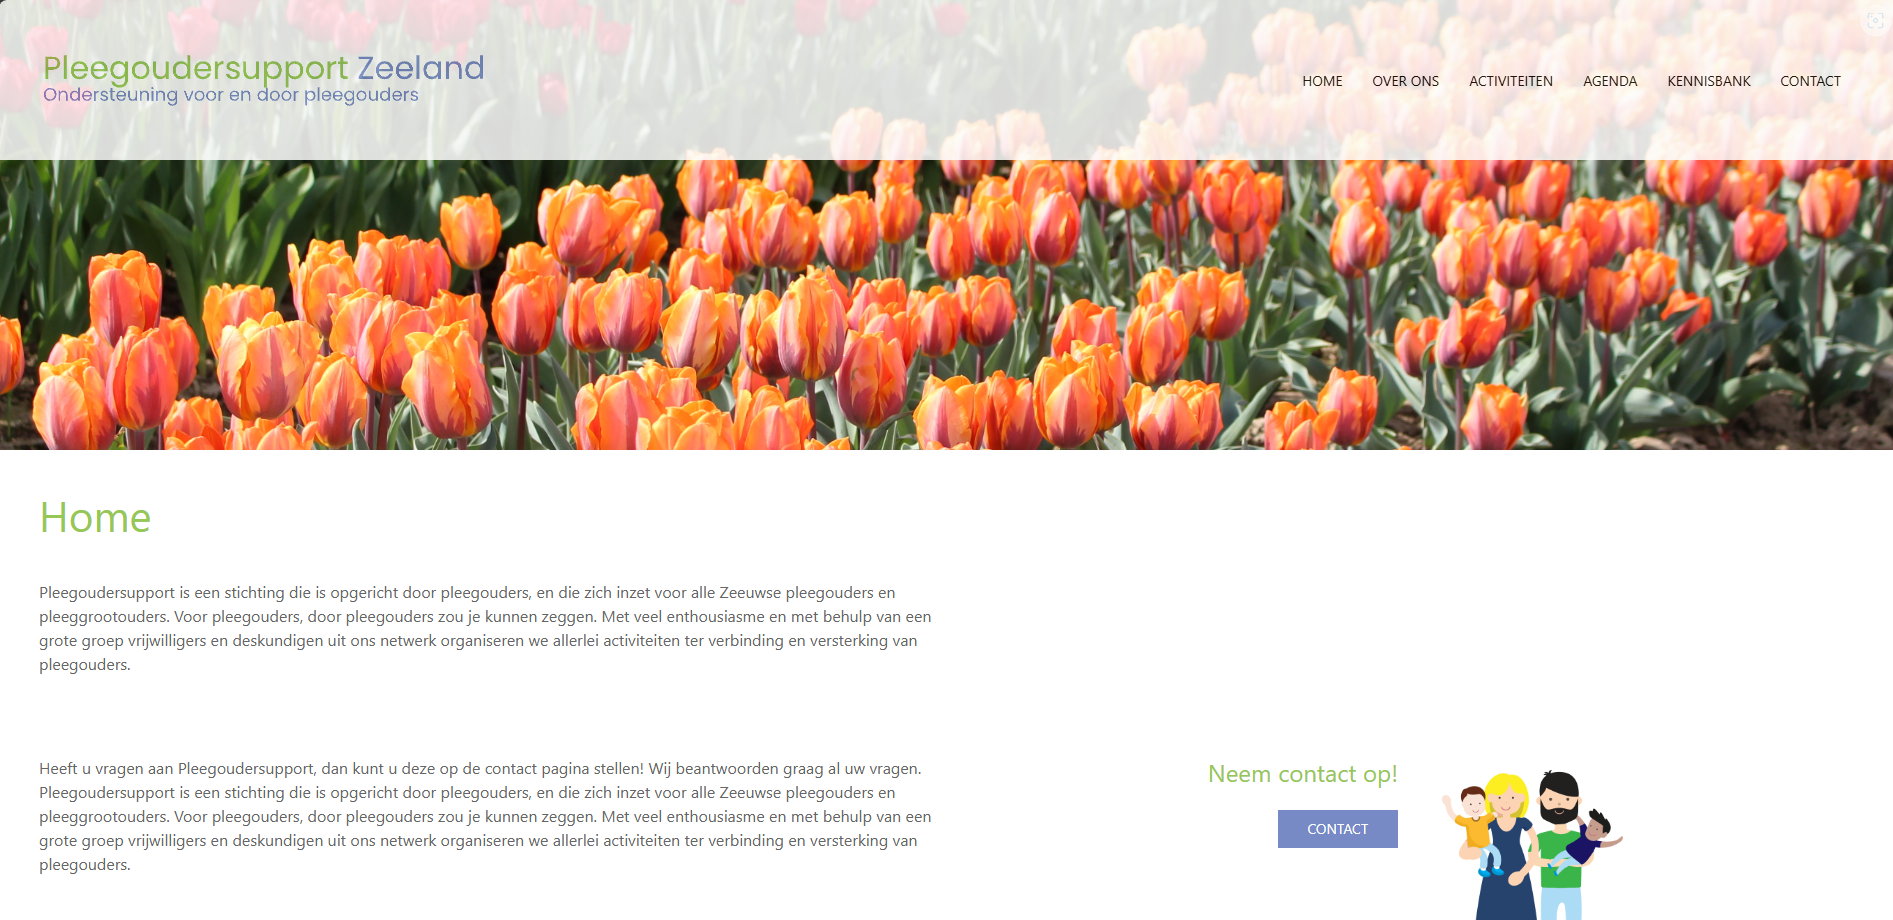 Pleegoudersupport Zeeland
Ondersteuning voor en door pleegouders
HOME OVER ONS ACTIVITEITEN AGENDA KENNISBANK CONTACT
Home
Pleegoudersupport is een stichting die is opgericht door pleegouders, en die zich inzet voor alle Zeeuwse pleegouders en
pleeggrootouders. Voor pleegouders, door pleegouders zou je kunnen zeggen. Met veel enthousiasme en met behulp van een
grote groep vrijwilligers en deskundigen uit ons netwerk organiseren we allerlei activiteiten ter verbinding en versterking van
pleegouders.
Heeft u vragen aan Pleegoudersupport, dan kunt u deze op de contact pagina stellen! Wij beantwoorden graag al uw vragen.
Pleegoudersupport is een stichting die is opgericht door pleegouders, en die zich inzet voor alle Zeeuwse pleegouders en
pleeggrootouders. Voor pleegouders, door pleegouders zou je kunnen zeggen. Met veel enthousiasme en met behulp van een
grote groep vrijwilligers en deskundigen uit ons netwerk organiseren we allerlei activiteiten ter verbinding en versterking van
pleegouders.
Neem contact op!
CONTACT